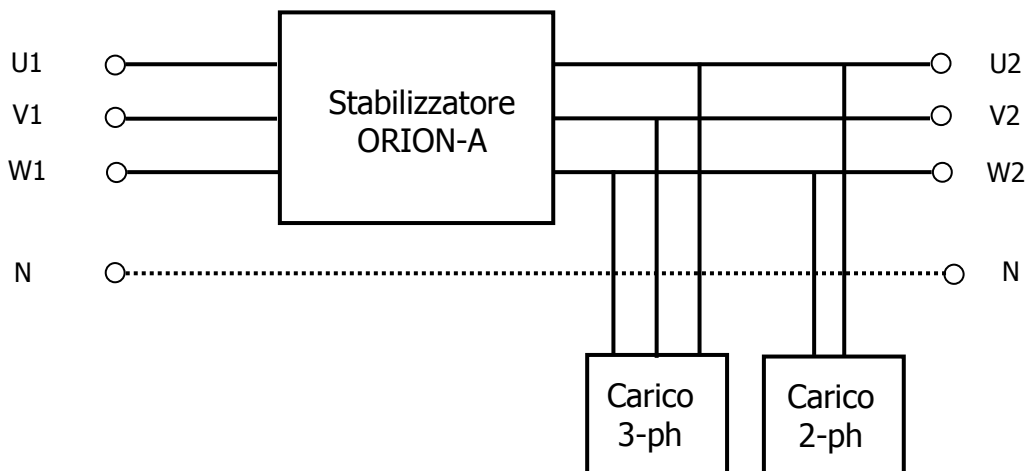 U1
Stabilizzatore
ORION-A
U2
V1
V2
W1
W2
N
N
Carico
3-ph
Carico
2-ph